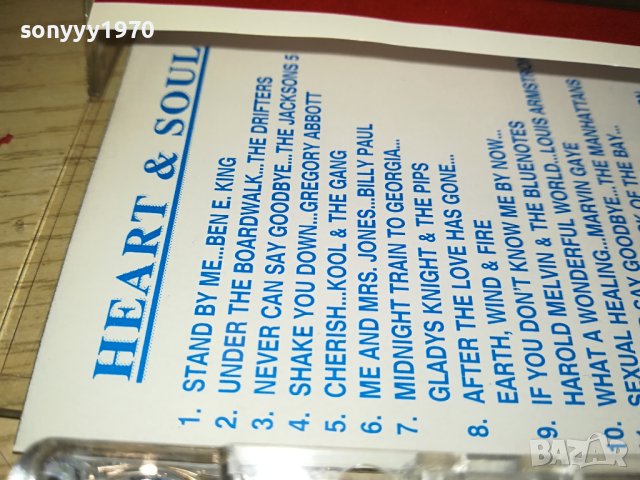 sonyyy1970
HEART & SOUL
1. STAND BY ME...BEN E. KING
2. UNDER THE BOARDWALK...THE DRIFTERS
3. NEVER CAN SAY GOODBYE...THE JACKSONS 5
4. SHAKE YOU DOWN...GREGORY ABBOTT
5. CHERISH...KOOL & THE GANG
6. ME AND MRS. JONES...BILLY PAUL
7. MIDNIGHT TRAIN TO GEORGIA...
GLADYS KNIGHT & THE PIPS
8. AFTER THE LOVE HAS GONE...
EARTH, WIND & FIRE
9. IF YOU DON'T KNOW ME BY NOW...
HAROLD MELVIN & THE BLUENOTES
10. WHAT A WONDERFUL WORLD...LOUIS ARMSTRON
SEXUAL HEALING...MARVIN GAYE
SAY GOODBYE...THE MANHATTANS
OF THE BAY...
BAZAR